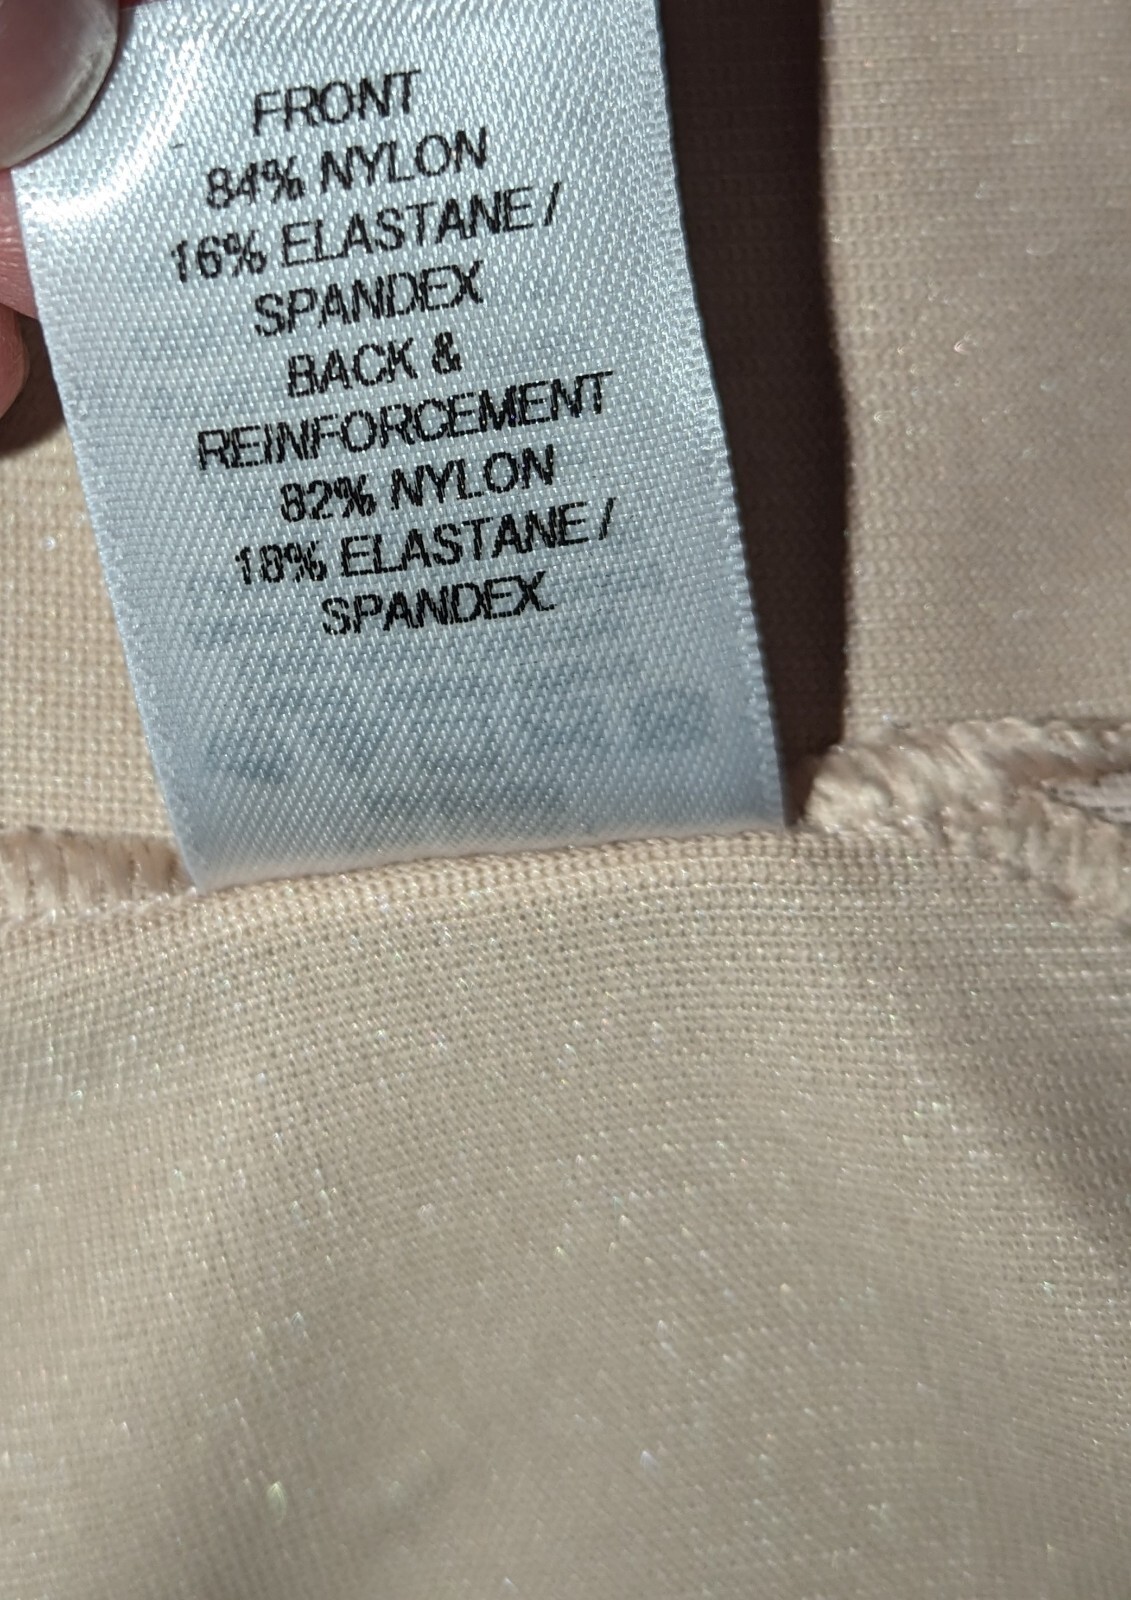 FRONT
84% NYLON
16% ELASTANE /
SPANDEX
BACK &
REINFORCEMENT
82% NYLON
18% ELASTANE /
SPANDEX.